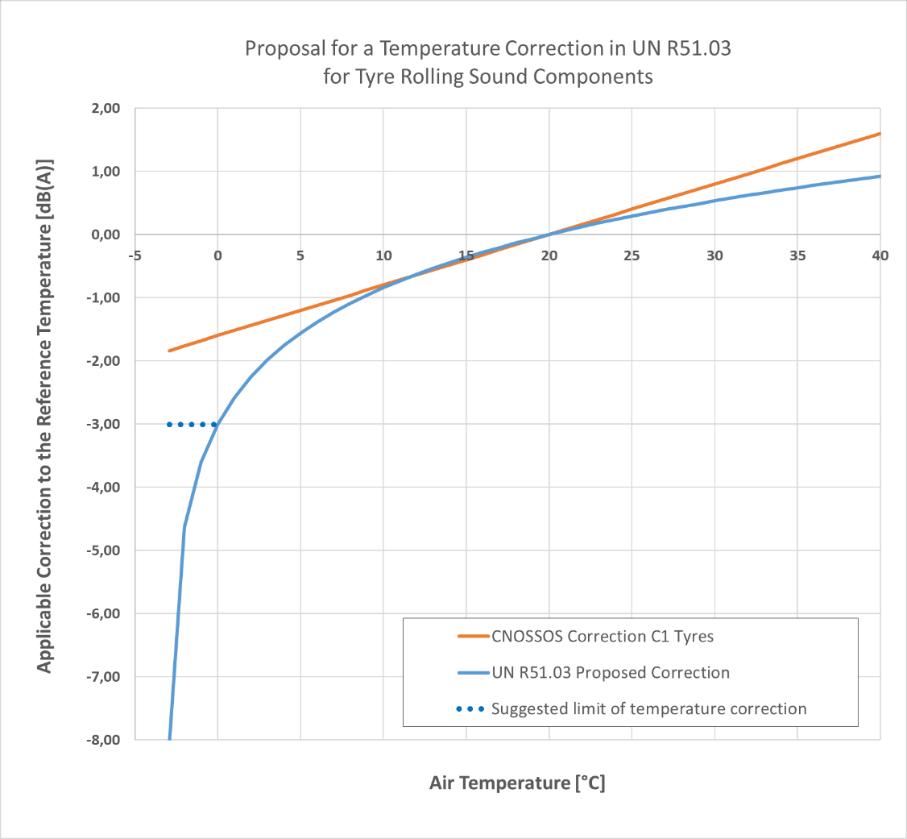 Proposal for a Temperature Correction in UN R51.03
for Tyre Rolling Sound Components
Applicable Correction to the Reference Temperature [dB(A)]
2,00
1,00
0,00
-1,00
-2,00
-3,00
-4,00
-5,00
-6,00
-7,00
-8,00
-5 0 5 10 15 20 25 30 35 40
CNOSSOS Correction C1 Tyres
UN R51.03 Proposed Correction
Suggested limit of temperature correction
Air Temperature [°C]